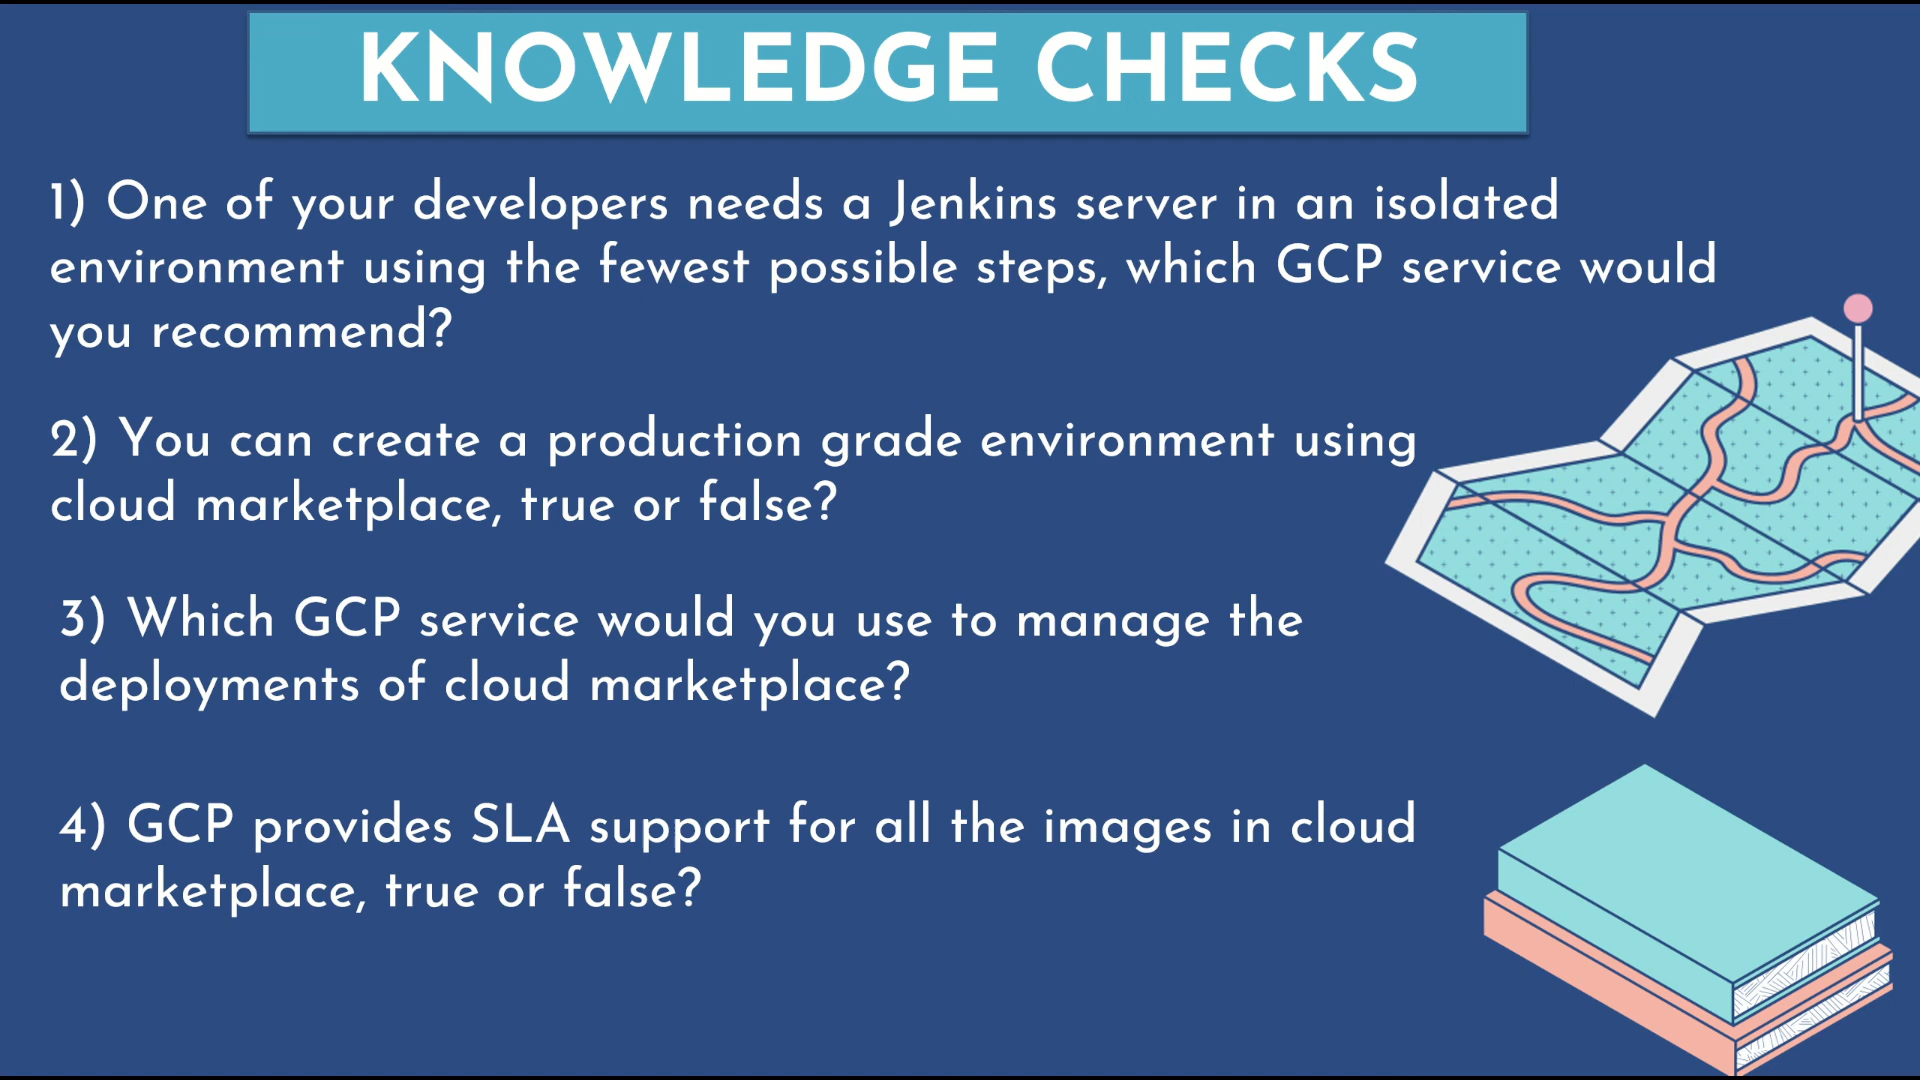 KNOWLEDGE CHECKS
1) One of your developers needs a Jenkins server in an isolated
environment using the fewest possible steps, which GCP service would
you recommend?
2) You can create a production grade environment using
cloud marketplace, true or false?
3) Which GCP service would you use to manage the
deployments of cloud marketplace?
4) GCP provides SLA support for all the images in cloud
marketplace, true or false?